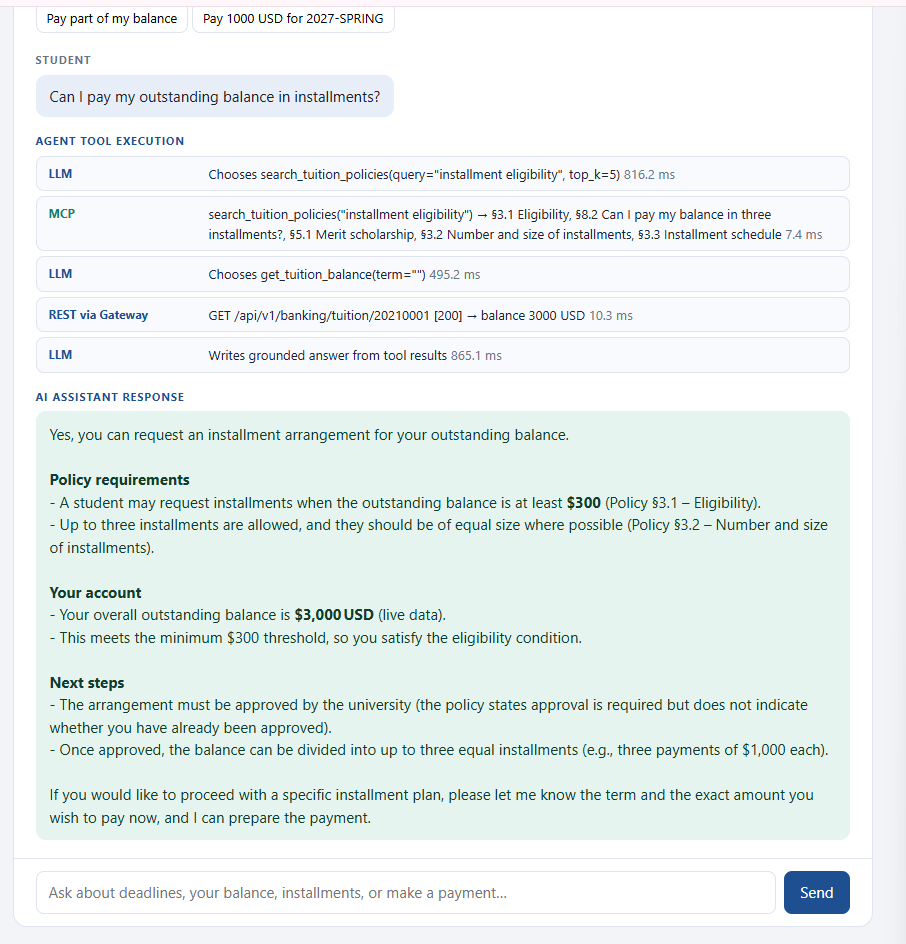 Pay part of my balance
Pay 1000 USD for 2027-SPRING
STUDENT
Can I pay my outstanding balance in installments?
AGENT TOOL EXECUTION
LLM
Chooses search_tuition_policies(query="installment eligibility", top_k=5) 816.2 ms
MCP
search_tuition_policies("installment eligibility") → §3.1 Eligibility, §8.2 Can I pay my balance in three
installments?, §5.1 Merit scholarship, §3.2 Number and size of installments, §3.3 Installment schedule 7.4 ms
LLM
Chooses get_tuition_balance(term="") 495.2 ms
REST via Gateway
GET /api/v1/banking/tuition/20210001 [200] → balance 3000 USD 10.3 ms
LLM
Writes grounded answer from tool results 865.1 ms
AI ASSISTANT RESPONSE
Yes, you can request an installment arrangement for your outstanding balance.
Policy requirements
- A student may request installments when the outstanding balance is at least $300 (Policy §3.1 – Eligibility).
- Up to three installments are allowed, and they should be of equal size where possible (Policy §3.2 – Number and size
of installments).
Your account
- Your overall outstanding balance is $3,000 USD (live data).
- This meets the minimum $300 threshold, so you satisfy the eligibility condition.
Next steps
- The arrangement must be approved by the university (the policy states approval is required but does not indicate
whether you have already been approved).
- Once approved, the balance can be divided into up to three equal installments (e.g., three payments of $1,000 each).
If you would like to proceed with a specific installment plan, please let me know the term and the exact amount you
wish to pay now, and I can prepare the payment.
Ask about deadlines, your balance, installments, or make a payment...
Send